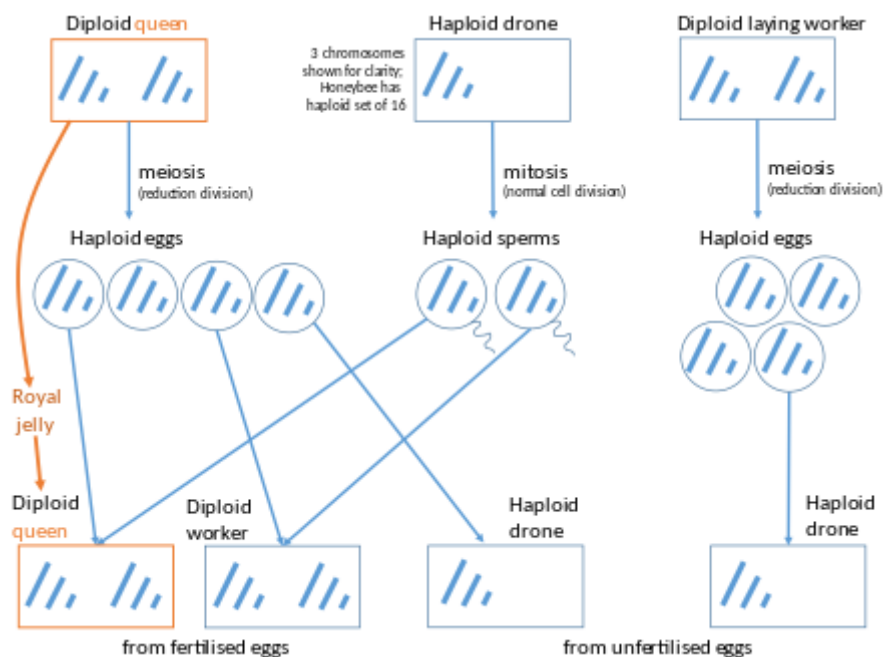 Diploid queen
Haploid drone
Diploid laying worker
3 chromosomes
shown for clarity;
Honeybee has
haploid set of 16
meiosis
(reduction division)
mitosis
(normal cell division)
meiosis
(reduction division)
Haploid eggs
Haploid sperms
Haploid eggs
Royal
jelly
Diploid
queen
Diploid
worker
Haploid
drone
Haploid
drone
from fertilised eggs
from unfertilised eggs